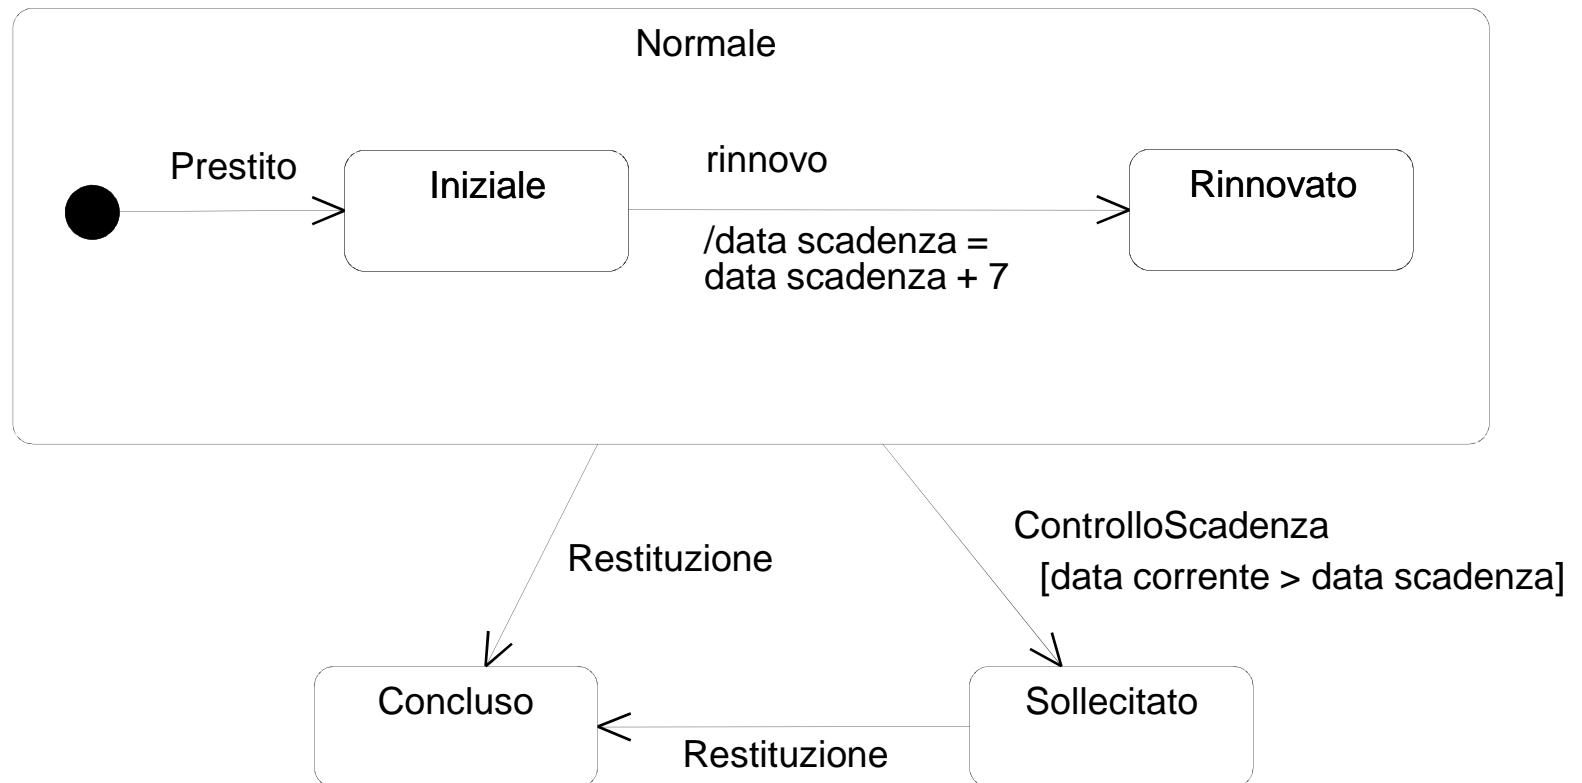 Normale
Prestito
Iniziale
rinnovo
/data scadenza =
data scadenza + 7
Rinnovato
Restituzione
ControlloScadenza
[data corrente > data scadenza]
Concluso
Restituzione
Sollecitato